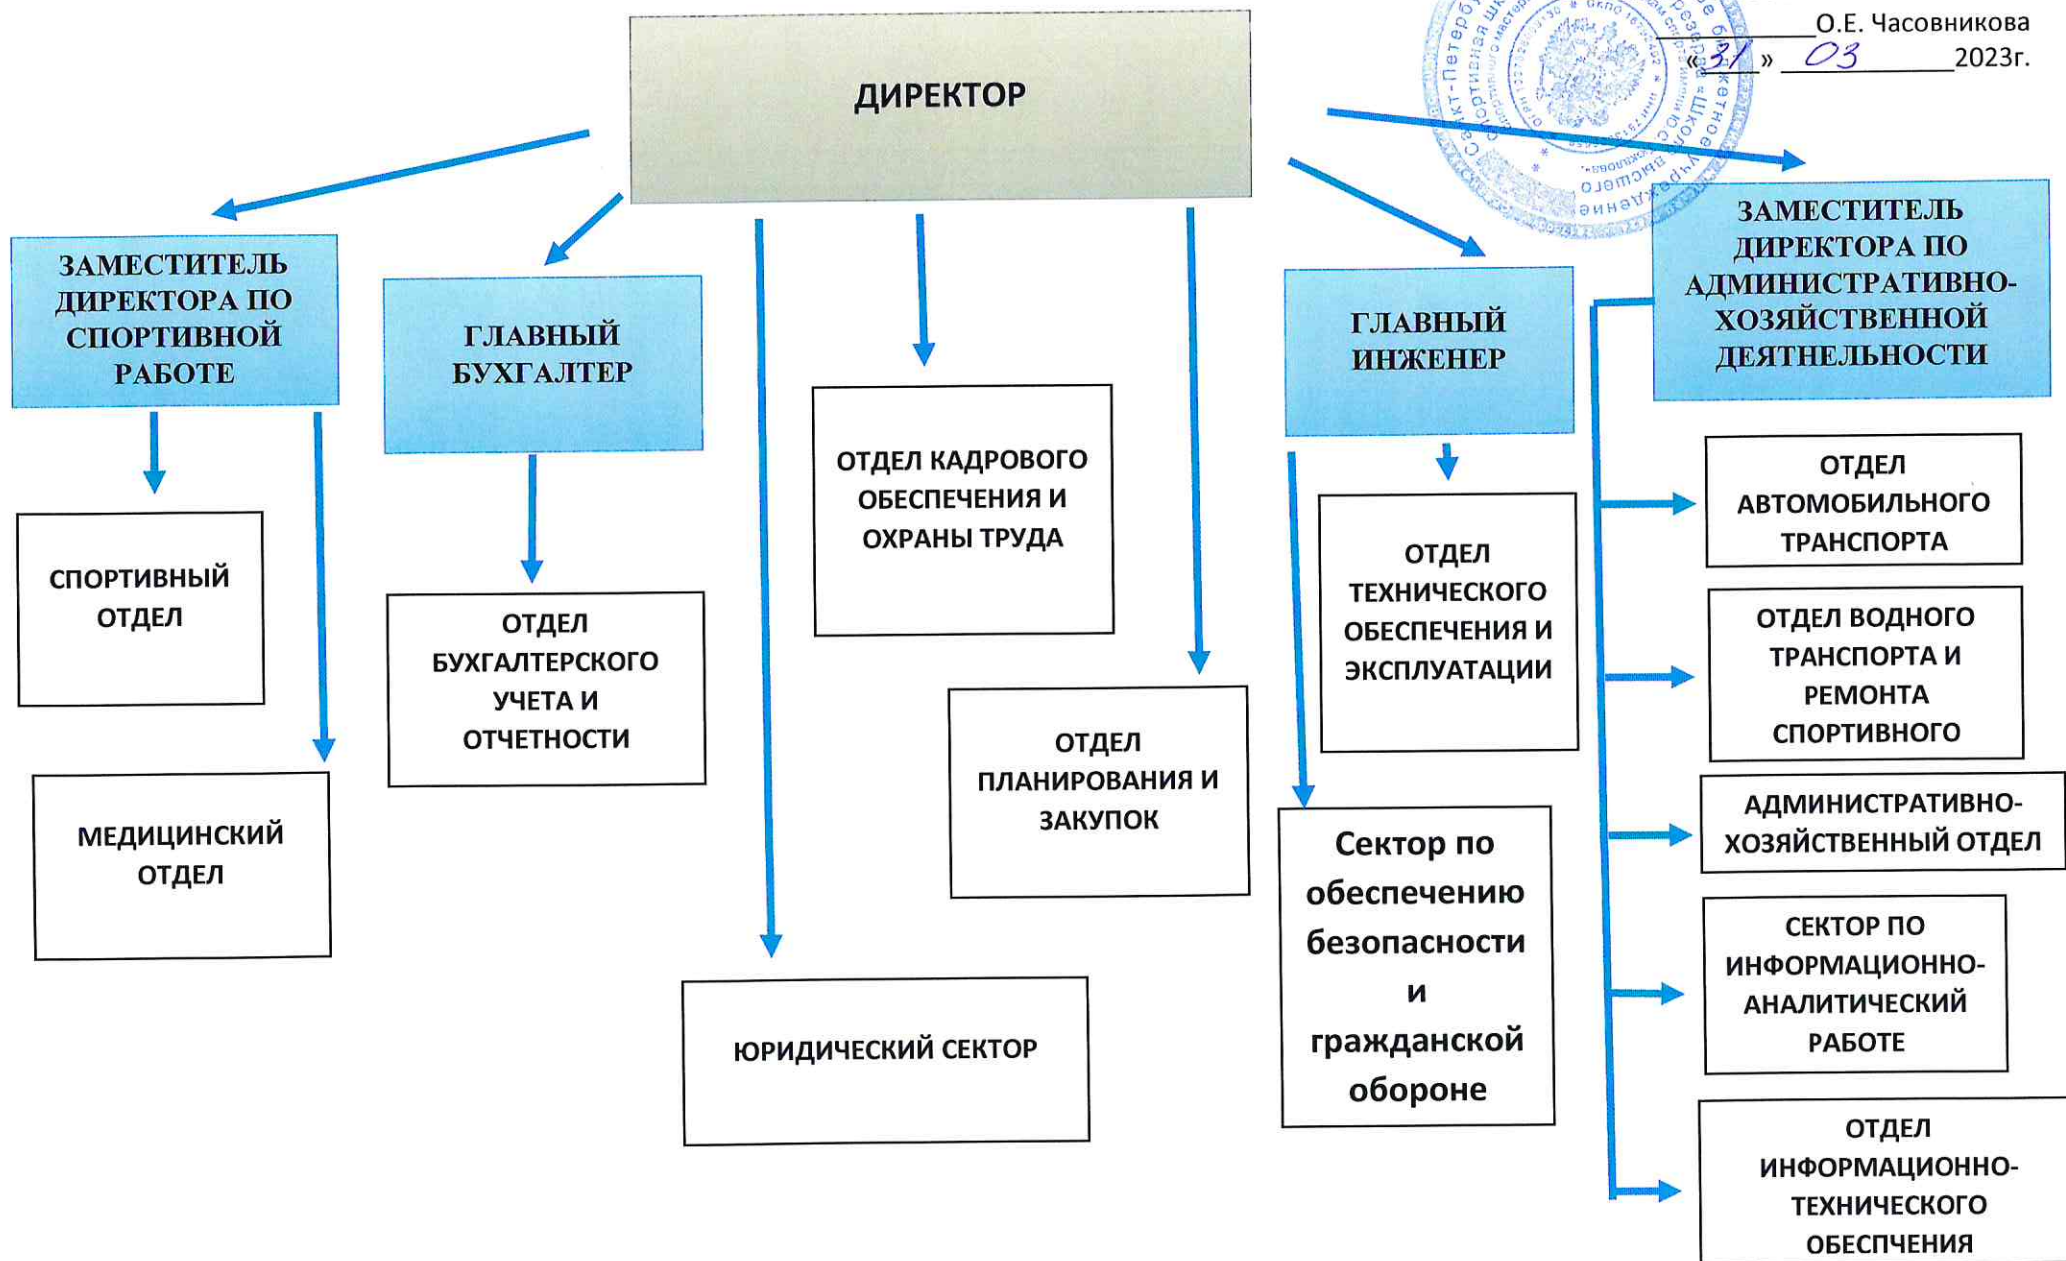 О.Е. Часовникова
«31» 03 2023г.
ДИРЕКТОР
ЗАМЕСТИТЕЛЬ
ДИРЕКТОРА ПО
СПОРТИВНОЙ
РАБОТЕ
ГЛАВНЫЙ
БУХГАЛТЕР
ГЛАВНЫЙ
ИНЖЕНЕР
ЗАМЕСТИТЕЛЬ
ДИРЕКТОРА ПО
АДМИНИСТРАТИВНО-
ХОЗЯЙСТВЕННОЙ
ДЕЯТНЕЛЬНОСТИ
СПОРТИВНЫЙ
ОТДЕЛ
МЕДИЦИНСКИЙ
ОТДЕЛ
ОТДЕЛ
БУХГАЛТЕРСКОГО
УЧЕТА И
ОТЧЕТНОСТИ
ОТДЕЛ КАДРОВОГО
ОБЕСПЕЧЕНИЯ И
ОХРАНЫ ТРУДА
ОТДЕЛ
ПЛАНИРОВАНИЯ И
ЗАКУПОК
ЮРИДИЧЕСКИЙ СЕКТОР
ОТДЕЛ
ТЕХНИЧЕСКОГО
ОБЕСПЕЧЕНИЯ И
ЭКСПЛУАТАЦИИ
Сектор по
обеспечению
безопасности
и
гражданской
обороне
ОТДЕЛ
АВТОМОБИЛЬНОГО
ТРАНСПОРТА
ОТДЕЛ ВОДНОГО
ТРАНСПОРТА И
РЕМОНТА
СПОРТИВНОГО
АДМИНИСТРАТИВНО-
ХОЗЯЙСТВЕННЫЙ ОТДЕЛ
СЕКТОР ПО
ИНФОРМАЦИОННО-
АНАЛИТИЧЕСКИЙ
РАБОТЕ
ОТДЕЛ
ИНФОРМАЦИОННО-
ТЕХНИЧЕСКОГО
ОБЕСПЧЕНИЯ